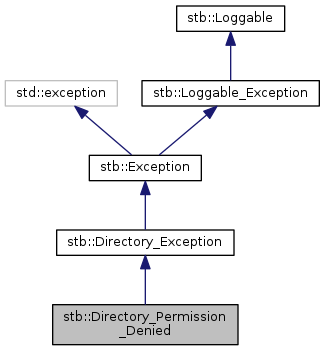 stb::Loggable
std::exception
stb::Loggable_Exception
stb::Exception
stb::Directory_Exception
stb::Directory_Permission
_Denied